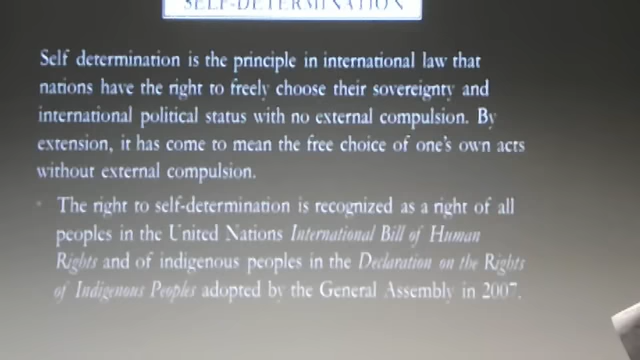 SELF-DETERMINATION
Self determination is the principle in international law that
nations have the right to freely choose their sovereignty and
international political status with no external compulsion. By
extension, it has come to mean the free choice of one's own acts
without external compulsion.
• The right to self-determination is recognized as a right of all
peoples in the United Nations International Bill of Human
Rights and of indigenous peoples in the Declaration on the Rights
of Indigenous Peoples adopted by the General Assembly in 2007.